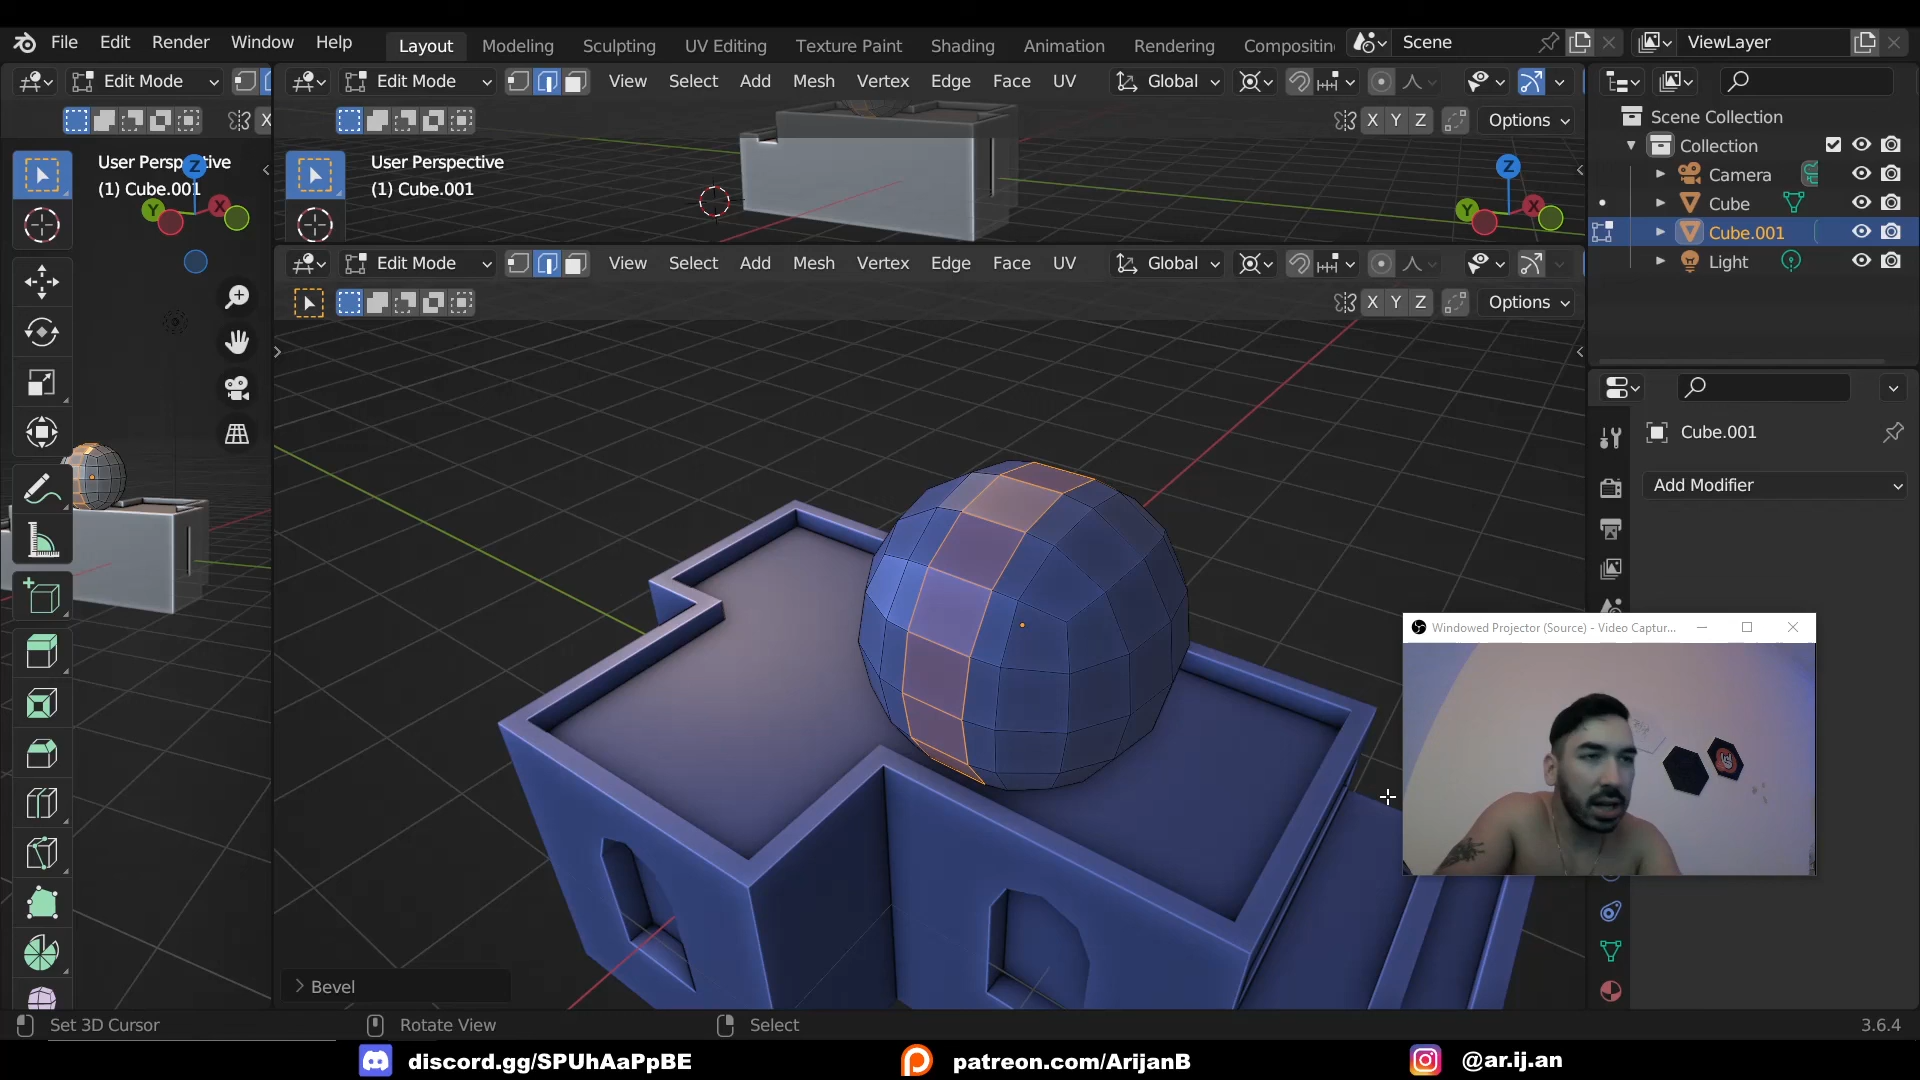 File Edit Render Window Help
Layout Modeling Sculpting UV Editing Texture Paint Shading Animation Rendering Compositin
Scene
ViewLayer
Edit Mode
Edit Mode
View Select Add Mesh Vertex Edge Face UV
Global
X
X Y Z
Options
User Perspective
(1) Cube.001
Z
Y
X
User Perspective
(1) Cube.001
Z
Y
X
Edit Mode
View Select Add Mesh Vertex Edge Face UV
Global
X Y Z
Options
Scene Collection
Collection
Camera
Cube
Cube.001
Light
Cube.001
Add Modifier
Windowed Projector (Source) - Video Captur...
Bevel
Set 3D Cursor
Rotate View
Select
3.6.4
discord.gg/SPUhAaPpBE
patreon.com/ArijanB
@ar.ij.an